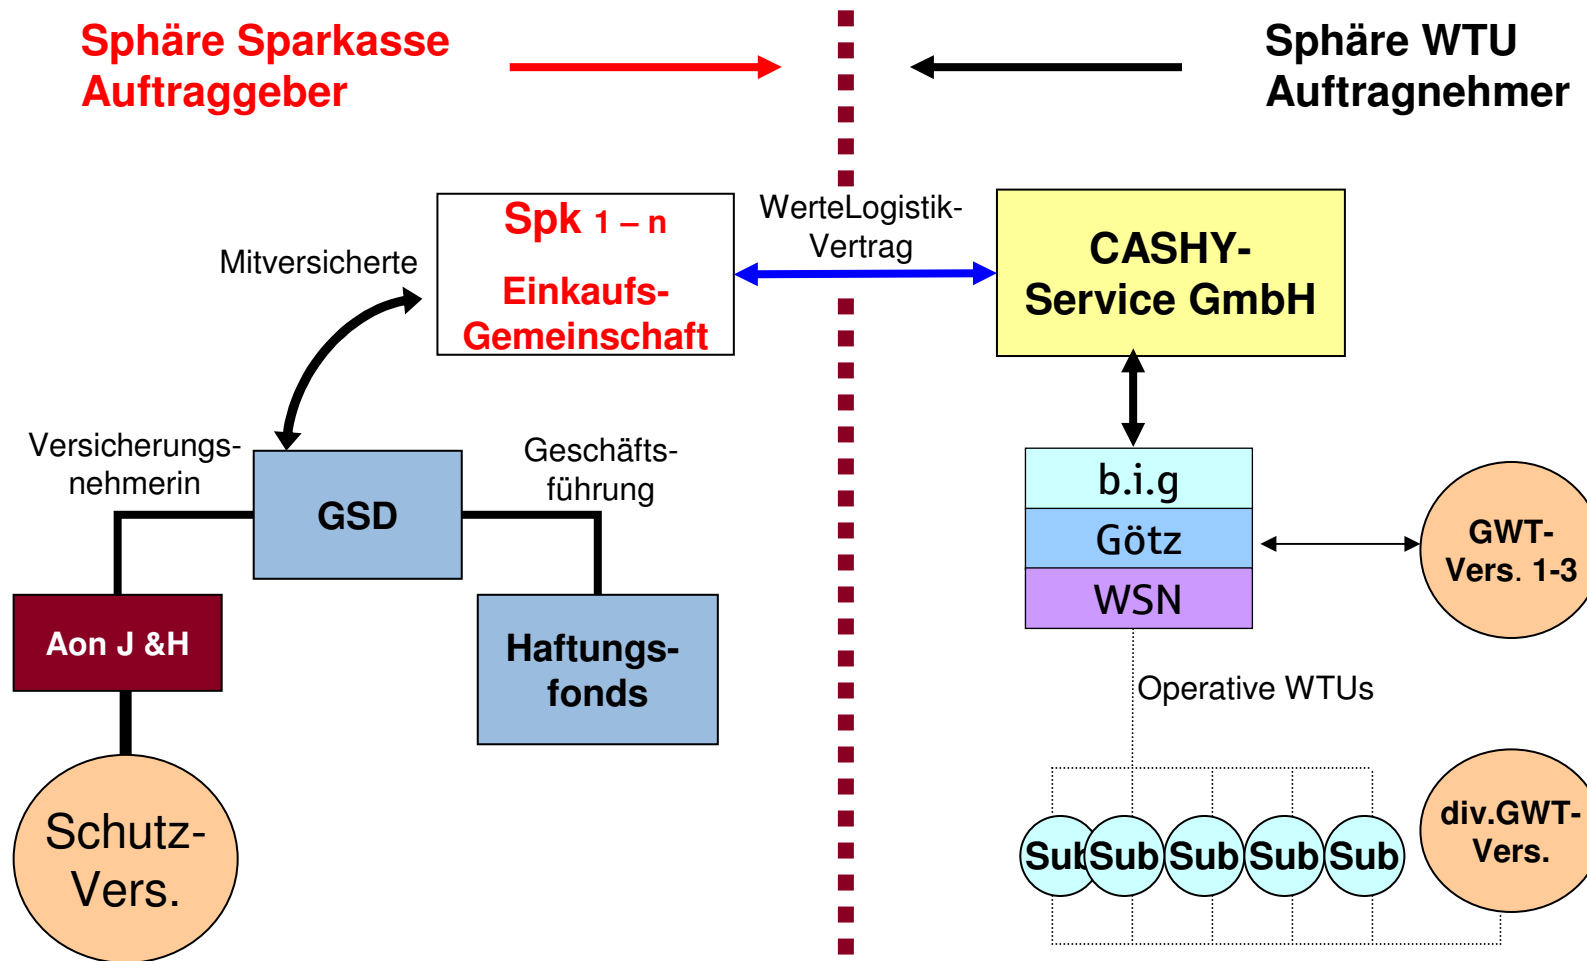 Sphäre Sparkasse
Auftraggeber
Sphäre WTU
Auftragnehmer
Spk 1 – n
Einkaufs-
Gemeinschaft
WerteLogistik-
Vertrag
CASHY-
Service GmbH
Mitversicherte
Versicherungs-
nehmerin
GSD
Geschäfts-
führung
Aon J &H
Haftungs-
fonds
Schutz-
Vers.
b.i.g
Götz
WSN
GWT-
Vers. 1-3
Operative WTUs
Sub
Sub
Sub
Sub
Sub
div.GWT-
Vers.